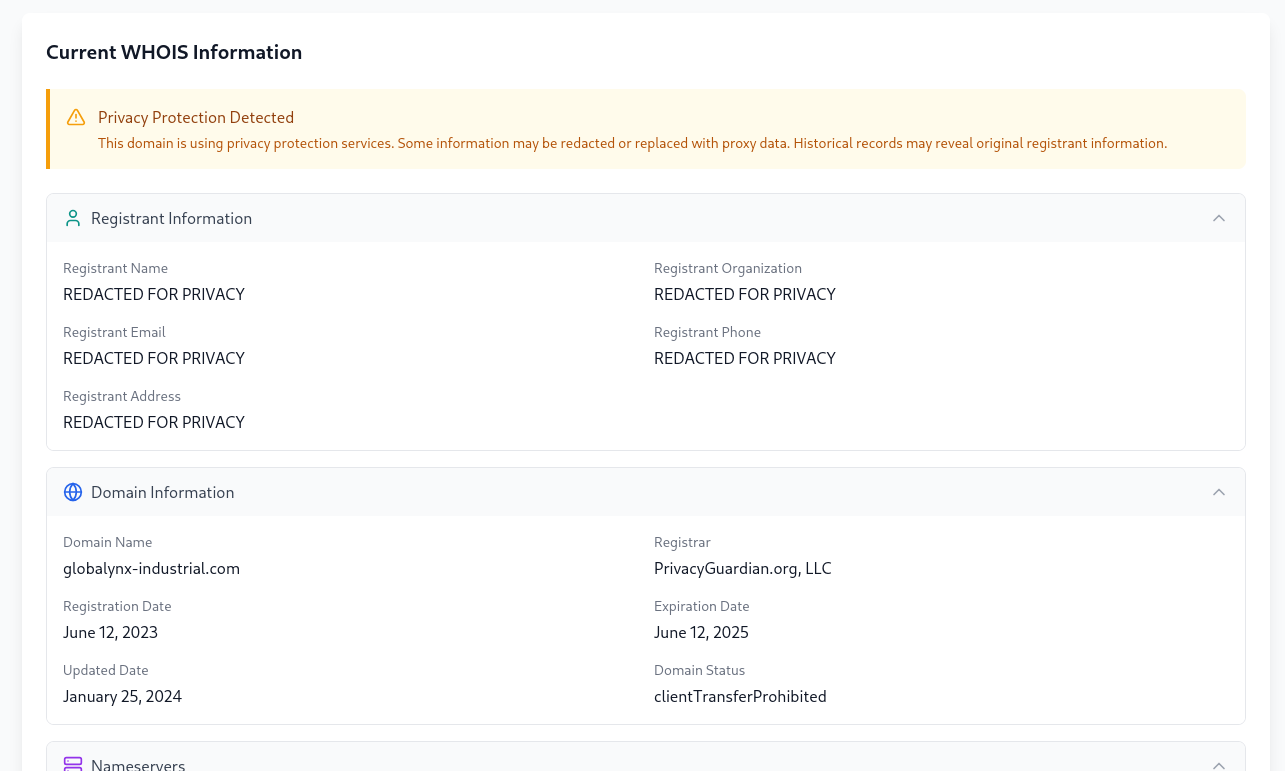 Current WHOIS Information
Privacy Protection Detected
This domain is using privacy protection services. Some information may be redacted or replaced with proxy data. Historical records may reveal original registrant information.
Registrant Information
Registrant Name
REDACTED FOR PRIVACY
Registrant Organization
REDACTED FOR PRIVACY
Registrant Email
REDACTED FOR PRIVACY
Registrant Phone
REDACTED FOR PRIVACY
Registrant Address
REDACTED FOR PRIVACY
Domain Information
Domain Name
globalynx-industrial.com
Registrar
PrivacyGuardian.org, LLC
Registration Date
June 12, 2023
Expiration Date
June 12, 2025
Updated Date
January 25, 2024
Domain Status
clientTransferProhibited
Nameservers